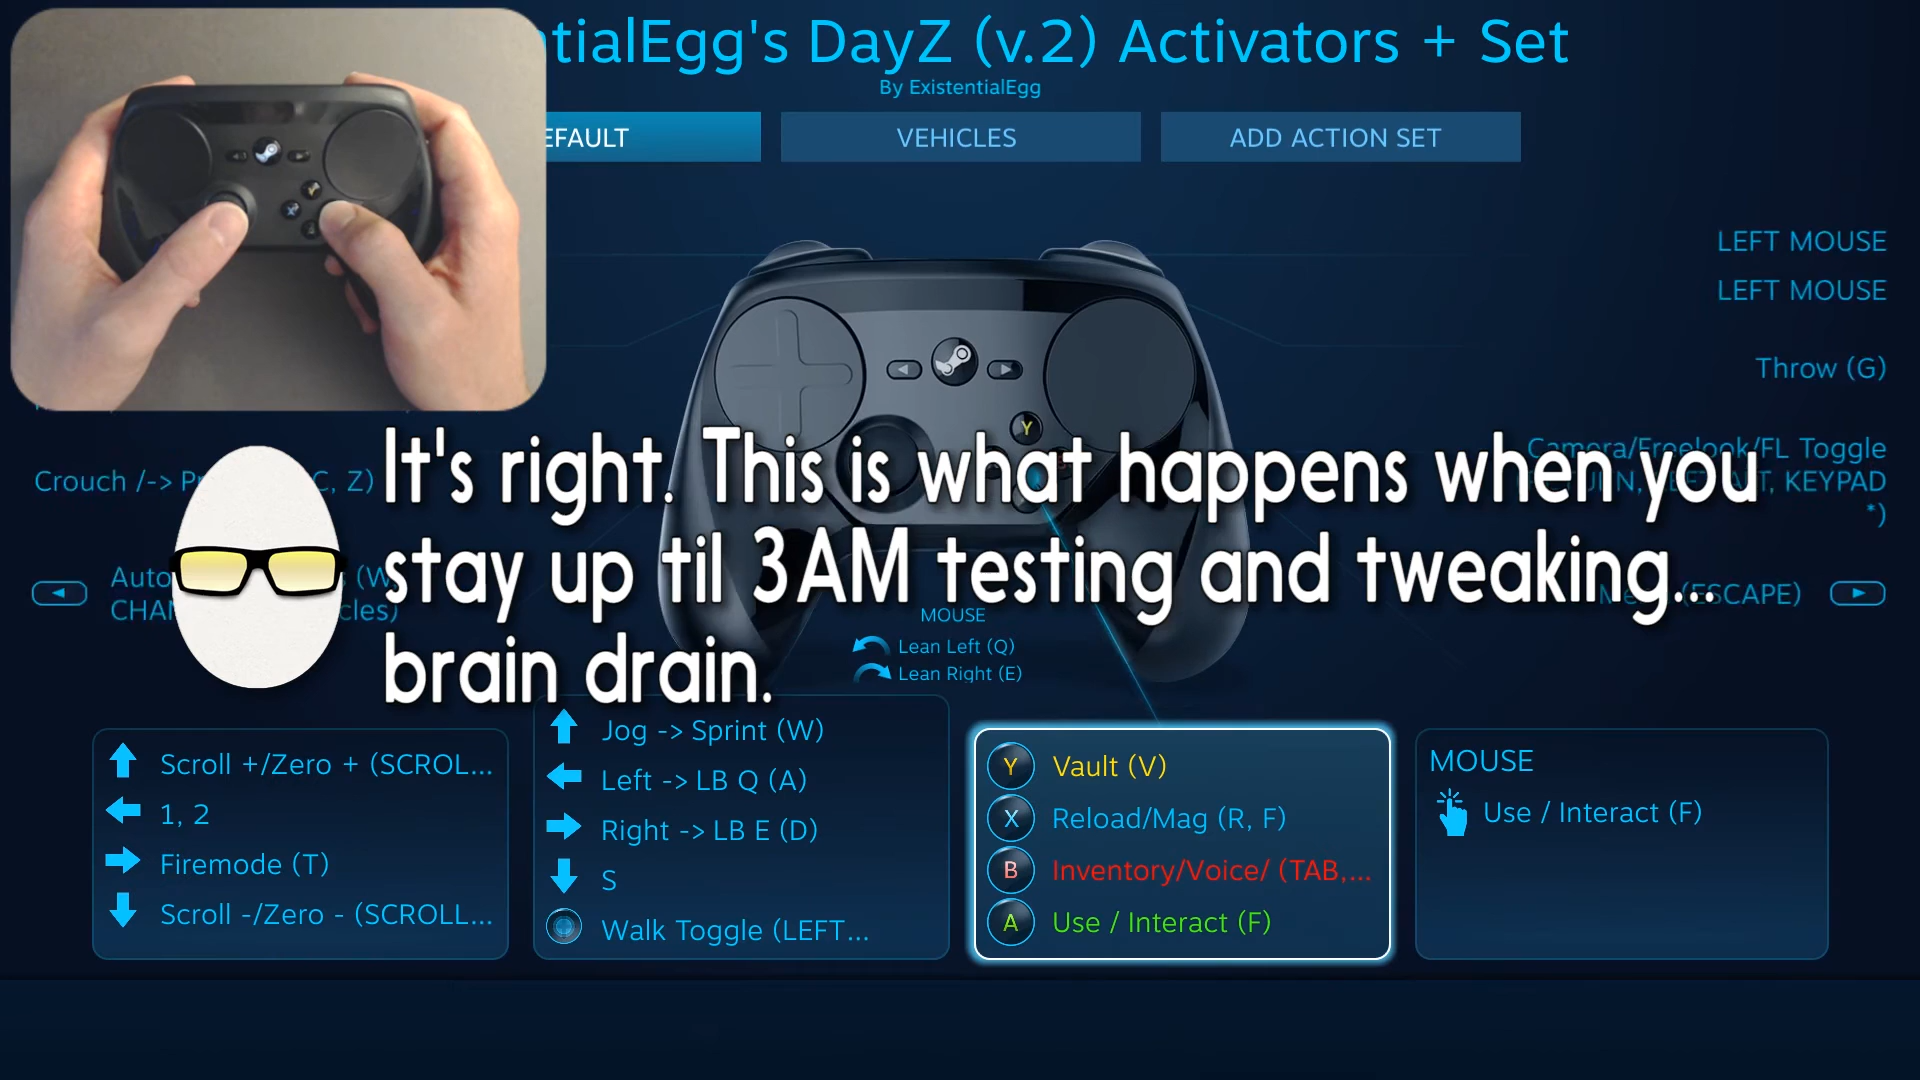 tialEgg's DayZ (v.2) Activators + Set
By ExistentialEgg
EFAULT
VEHICLES
ADD ACTION SET
LEFT MOUSE
LEFT MOUSE
Throw (G)
Camera/Freelook/FL Toggle
KEYPAD
*)
Crouch /-> C, Z)
Y
It's right. This is what happens when you
stay up til 3AM testing and tweaking...
brain drain.
Auto (W
cles)
(ESCAPE)
MOUSE
Lean Left (Q)
Lean Right (E)
Scroll +/Zero + (SCROL...
1, 2
Firemode (T)
Scroll -/Zero - (SCROLL...
Jog -> Sprint (W)
Left -> LB Q (A)
Right -> LB E (D)
S
Walk Toggle (LEFT...
Y Vault (V)
X Reload/Mag (R, F)
B Inventory/Voice/ (TAB,...
A Use / Interact (F)
MOUSE
Use / Interact (F)